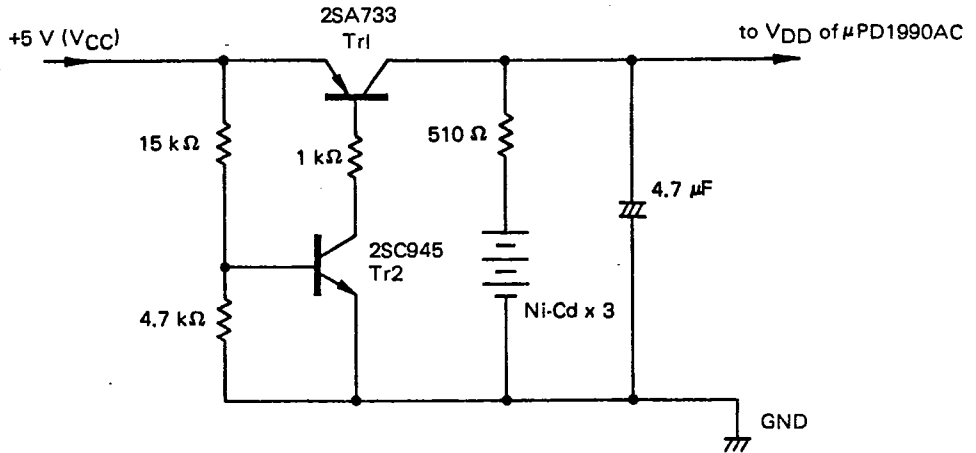 2SA733
Tr1
+5 V (VCC)
to VDD of μPD1990AC
15 kΩ
1 kΩ
510 Ω
4.7 μF
2SC945
Tr2
4.7 kΩ
Ni-Cd x 3
GND